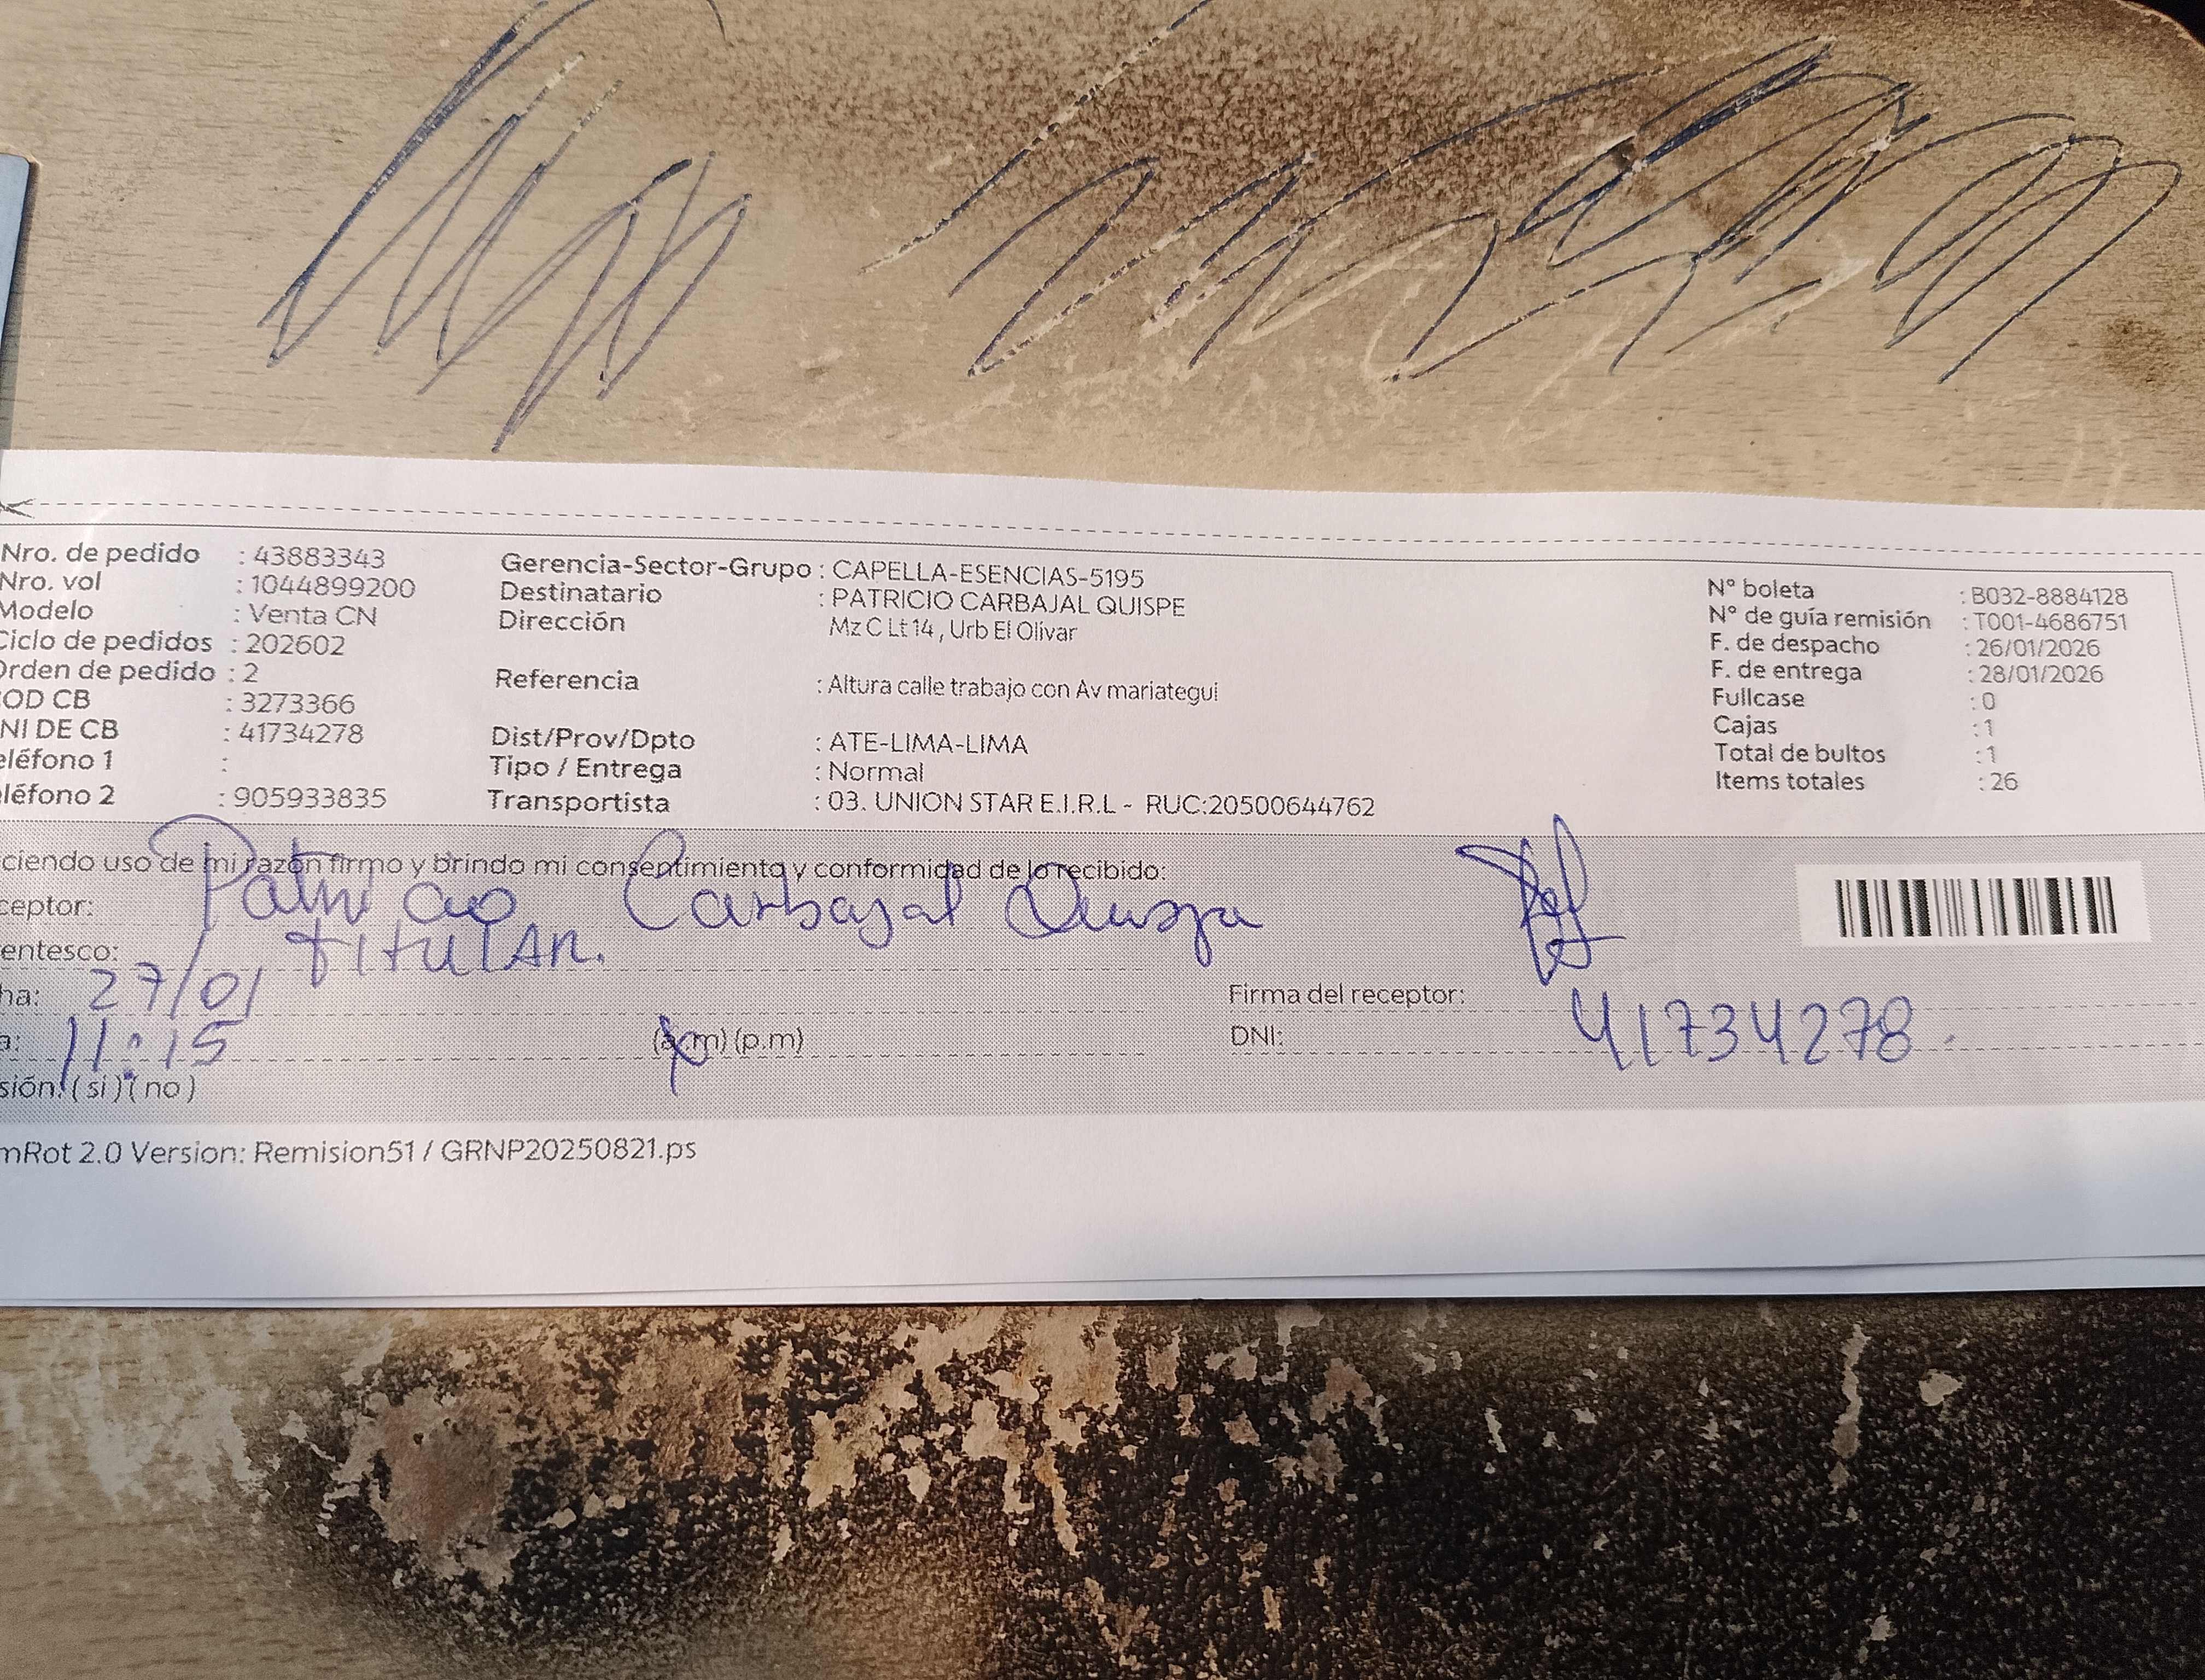 Nro. de pedido : 43883343
Nro. vol : 1044899200
Modelo : Venta CN
Ciclo de pedidos : 202602
Orden de pedido : 2
OD CB : 3273366
NI DE CB : 41734278
eléfono 1 :
léfono 2 : 905933835
Gerencia-Sector-Grupo : CAPELLA-ESENCIAS-5195
Destinatario : PATRICIO CARBAJAL QUISPE
Dirección Mz C Lt 14 , Urb El Olivar
Referencia : Altura calle trabajo con Av mariategui
Dist/Prov/Dpto : ATE-LIMA-LIMA
Tipo / Entrega : Normal
Transportista : 03. UNION STAR E.I.R.L - RUC:20500644762
N° boleta : B032-8884128
N° de guía remisión : T001-4686751
F. de despacho : 26/01/2026
F. de entrega : 28/01/2026
Fullcase : 0
Cajas : 1
Total de bultos : 1
Items totales : 26
ciendo uso de mi razón firmo y brindo mi consentimiento y conformidad de lo recibido:
ceptor: Patricio Carbajal Quispe
entesco: TITULAR.
ha: 27/01
a: 11:15 (a.m) (p.m)
sión: ( si ) ( no )
Firma del receptor:
DNI: 41734278.
mRot 2.0 Version: Remision51 / GRNP20250821.ps